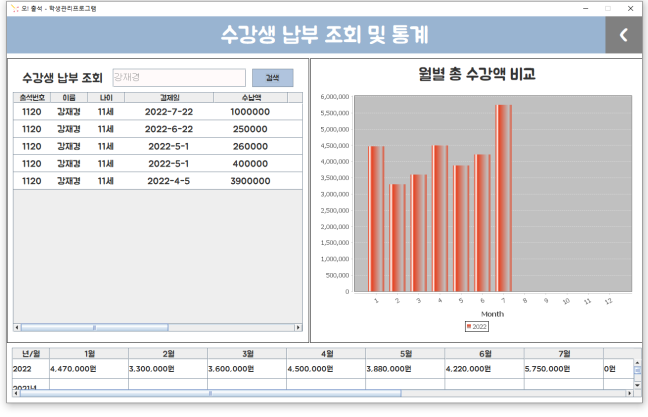 오! 출석 - 학생관리프로그램
수강생 납부 조회 및 통계
수강생 납부 조회 강재경 검색
출석번호 이름 나이 결제일 수납액
1120 강재경 11세 2022-7-22 1000000
1120 강재경 11세 2022-6-22 250000
1120 강재경 11세 2022-5-1 260000
1120 강재경 11세 2022-5-1 400000
1120 강재경 11세 2022-4-5 3900000
월별 총 수강액 비교
6,000,000
5,500,000
5,000,000
4,500,000
4,000,000
3,500,000
3,000,000
2,500,000
2,000,000
1,500,000
1,000,000
500,000
0
1 2 3 4 5 6 7 8 9 10 11 12
Month
2022
년/월 1월 2월 3월 4월 5월 6월 7월
2022 4,470,000원 3,300,000원 3,600,000원 4,500,000원 3,880,000원 4,220,000원 5,750,000원 0원
2021년